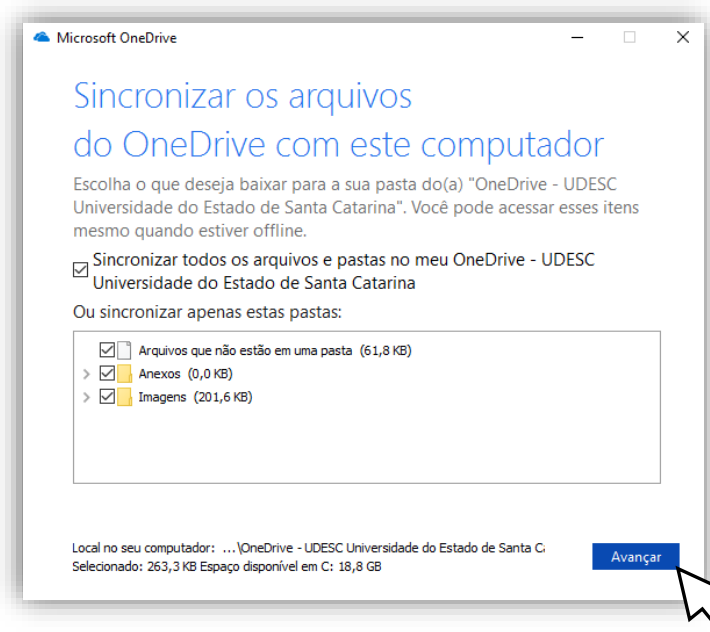 Microsoft OneDrive
Sincronizar os arquivos
do OneDrive com este computador
Escolha o que deseja baixar para a sua pasta do(a) "OneDrive - UDESC
Universidade do Estado de Santa Catarina". Você pode acessar esses itens
mesmo quando estiver offline.
Sincronizar todos os arquivos e pastas no meu OneDrive - UDESC
Universidade do Estado de Santa Catarina
Ou sincronizar apenas estas pastas:
Arquivos que não estão em uma pasta (61,8 KB)
Anexos (0,0 KB)
Imagens (201,6 KB)
Local no seu computador: ...\OneDrive - UDESC Universidade do Estado de Santa
Selecionado: 263,3 KB Espaço disponível em C: 18,8 GB
Avançar